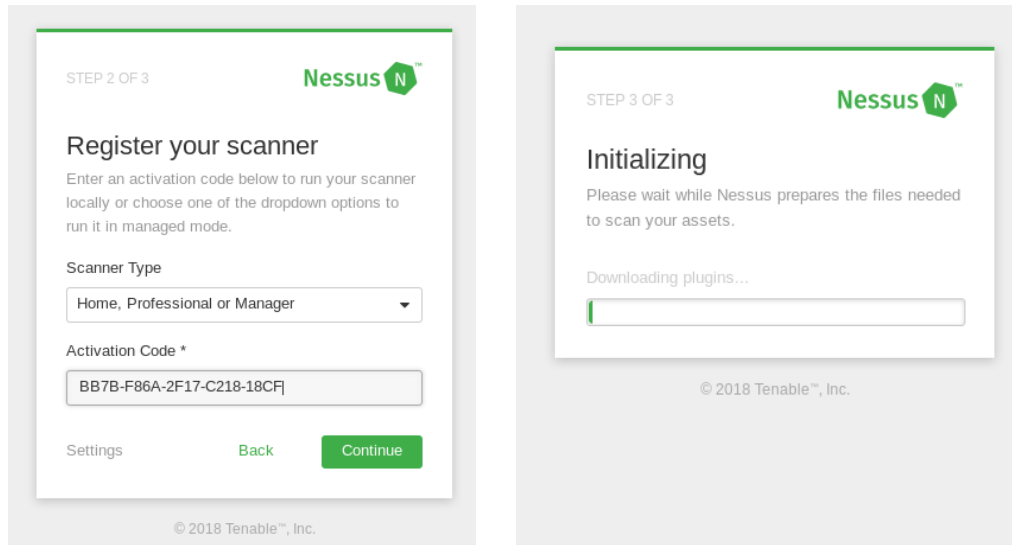 STEP 2 OF 3
Nessus N™
Register your scanner
Enter an activation code below to run your scanner
locally or choose one of the dropdown options to
run it in managed mode.
Scanner Type
Home, Professional or Manager
Activation Code *
BB7B-F86A-2F17-C218-18CF
Settings
Back
Continue
© 2018 Tenable™, Inc.
STEP 3 OF 3
Nessus N™
Initializing
Please wait while Nessus prepares the files needed
to scan your assets.
Downloading plugins...
© 2018 Tenable™, Inc.